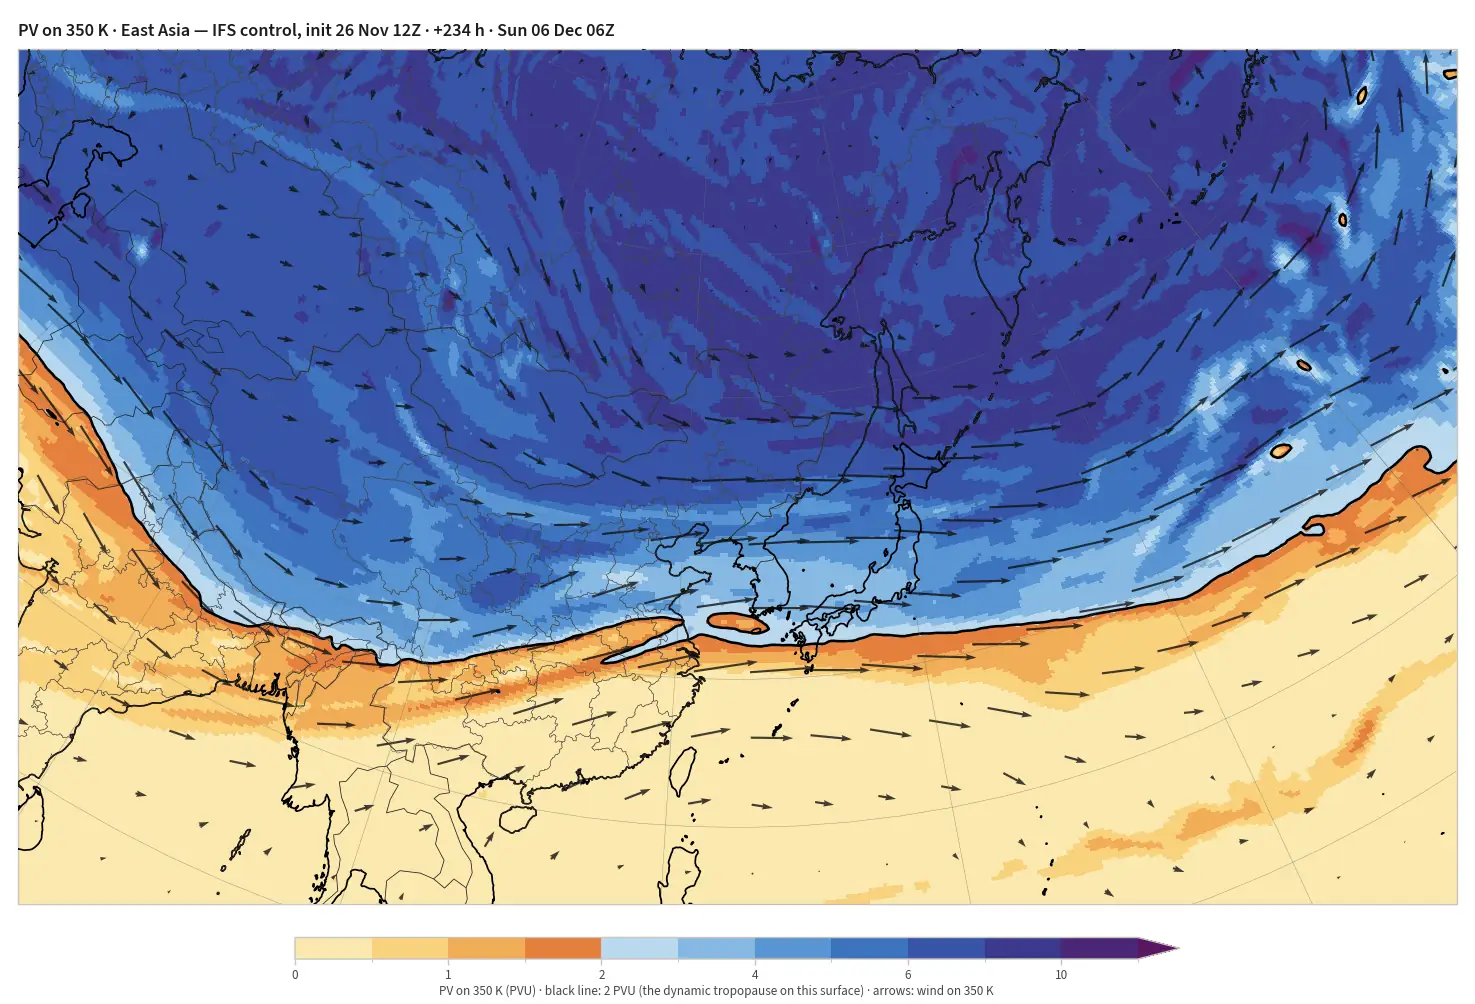 PV on 350 K · East Asia — IFS control, init 26 Nov 12Z · +234 h · Sun 06 Dec 06Z
0 1 2 4 6 10
PV on 350 K (PVU) · black line: 2 PVU (the dynamic tropopause on this surface) · arrows: wind on 350 K